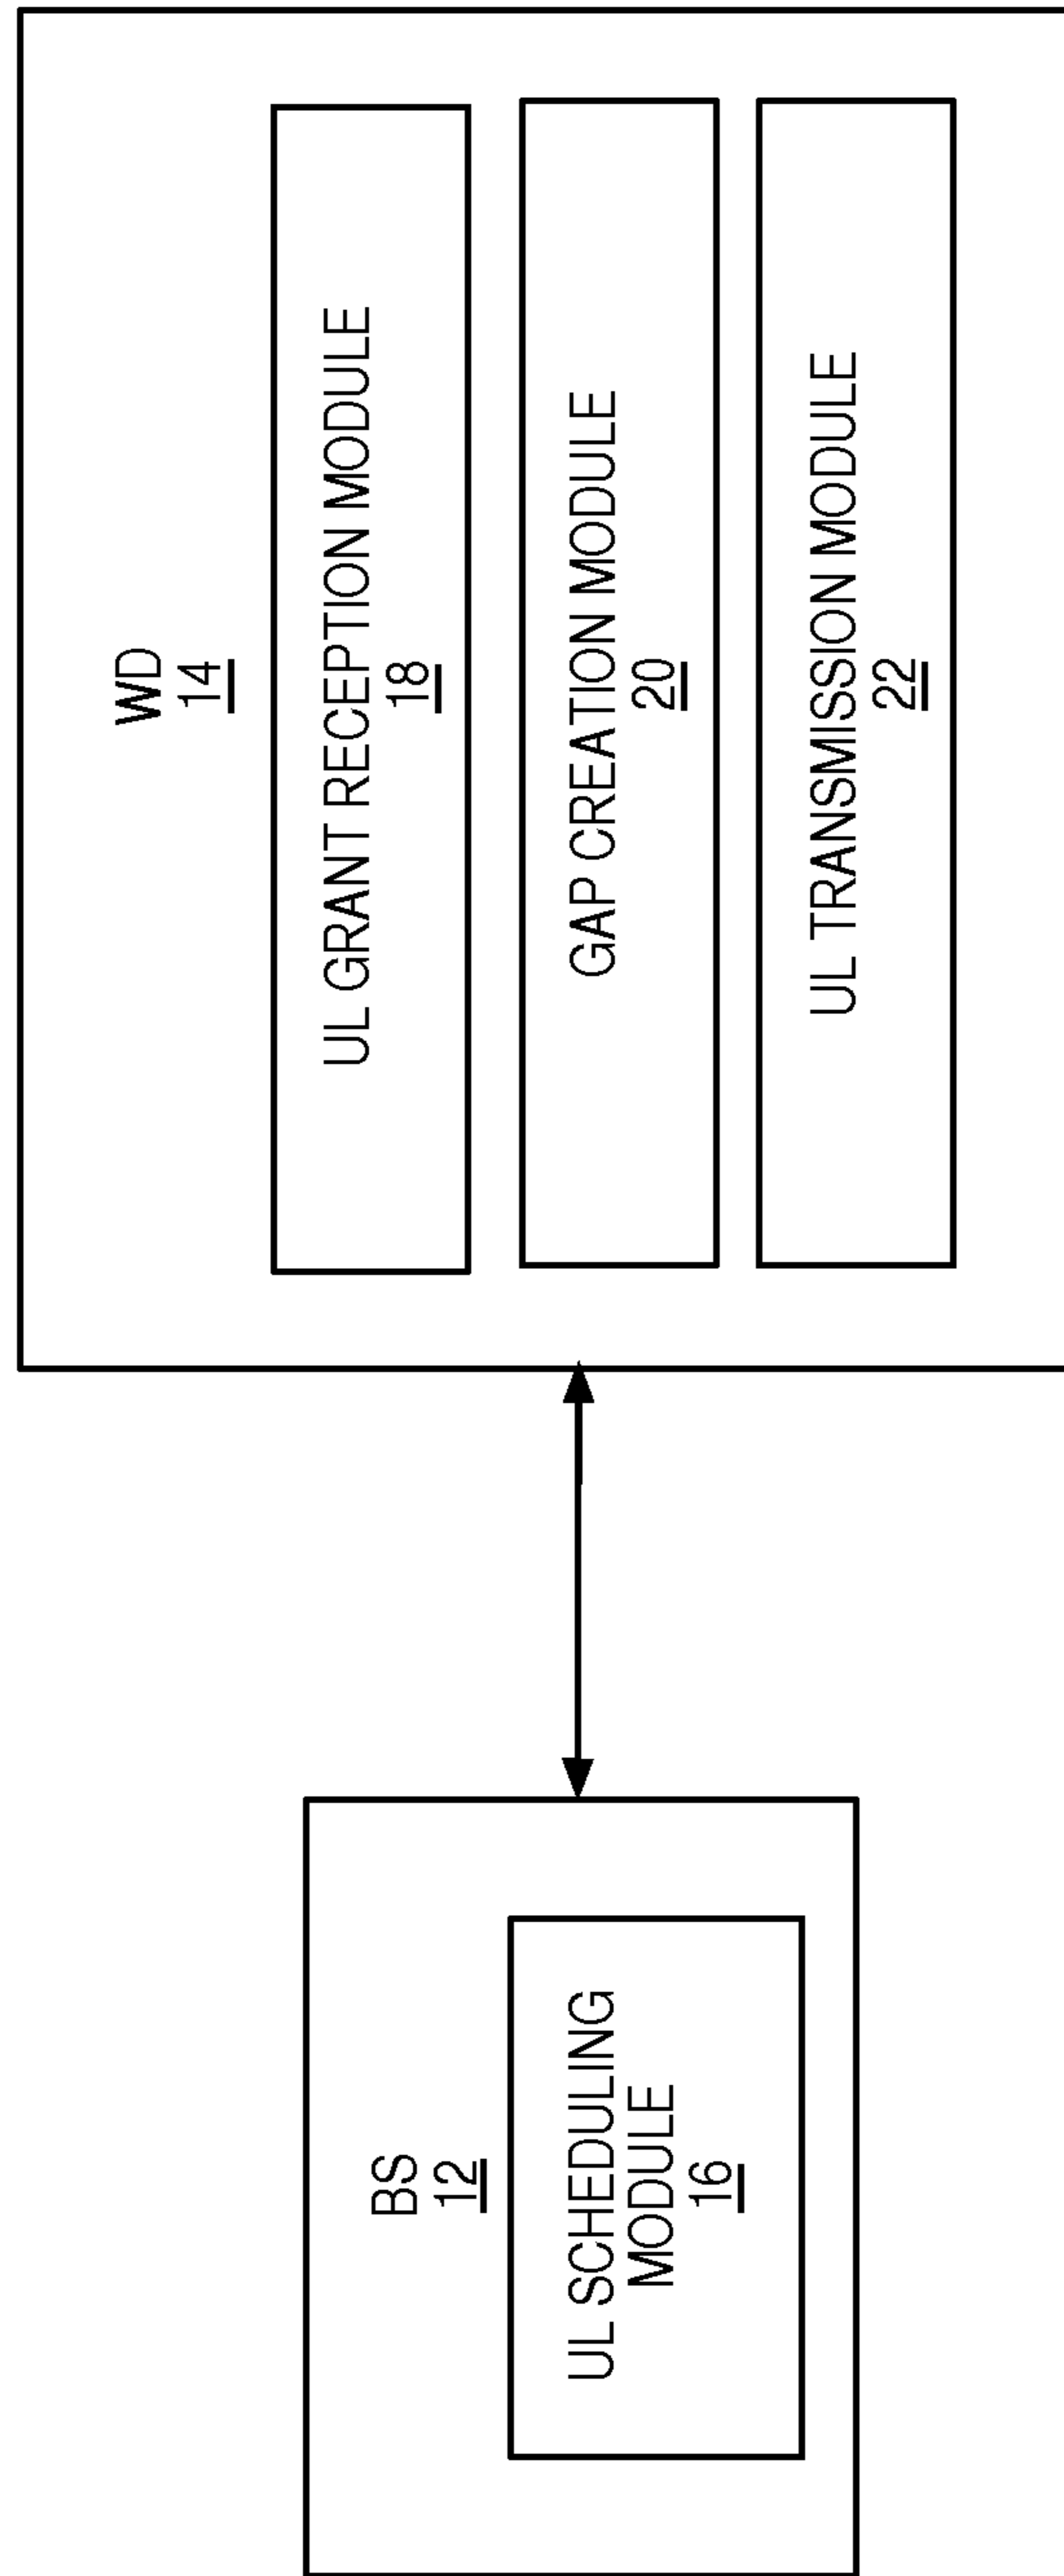 BS
12
UL SCHEDULING
MODULE
16
WD
14
UL GRANT RECEPTION MODULE
18
GAP CREATION MODULE
20
UL TRANSMISSION MODULE
22